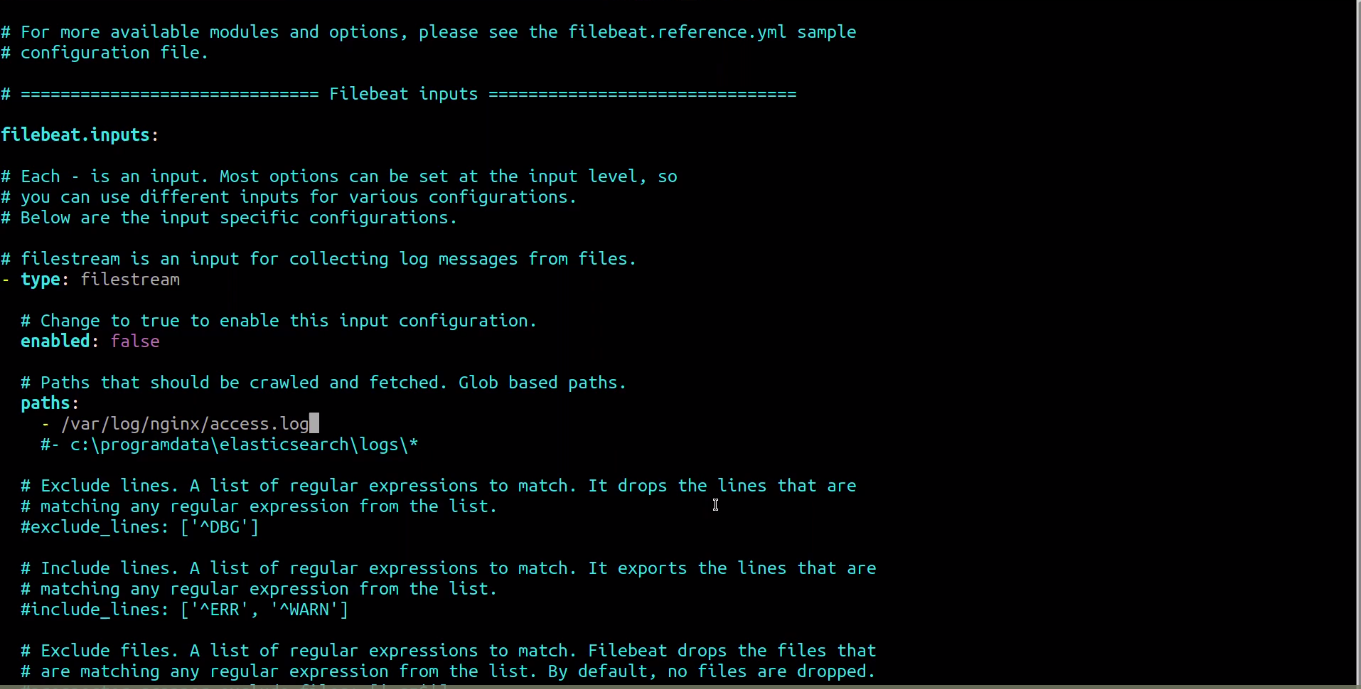 # For more available modules and options, please see the filebeat.reference.yml sample
# configuration file.
# ============================== Filebeat inputs ===============================
filebeat.inputs:
# Each - is an input. Most options can be set at the input level, so
# you can use different inputs for various configurations.
# Below are the input specific configurations.
# filestream is an input for collecting log messages from files.
- type: filestream
# Change to true to enable this input configuration.
enabled: false
# Paths that should be crawled and fetched. Glob based paths.
paths:
- /var/log/nginx/access.log
#- c:\programdata\elasticsearch\logs\*
# Exclude lines. A list of regular expressions to match. It drops the lines that are
# matching any regular expression from the list.
#exclude_lines: ['^DBG']
# Include lines. A list of regular expressions to match. It exports the lines that are
# matching any regular expression from the list.
#include_lines: ['^ERR', '^WARN']
# Exclude files. A list of regular expressions to match. Filebeat drops the files that
# are matching any regular expression from the list. By default, no files are dropped.